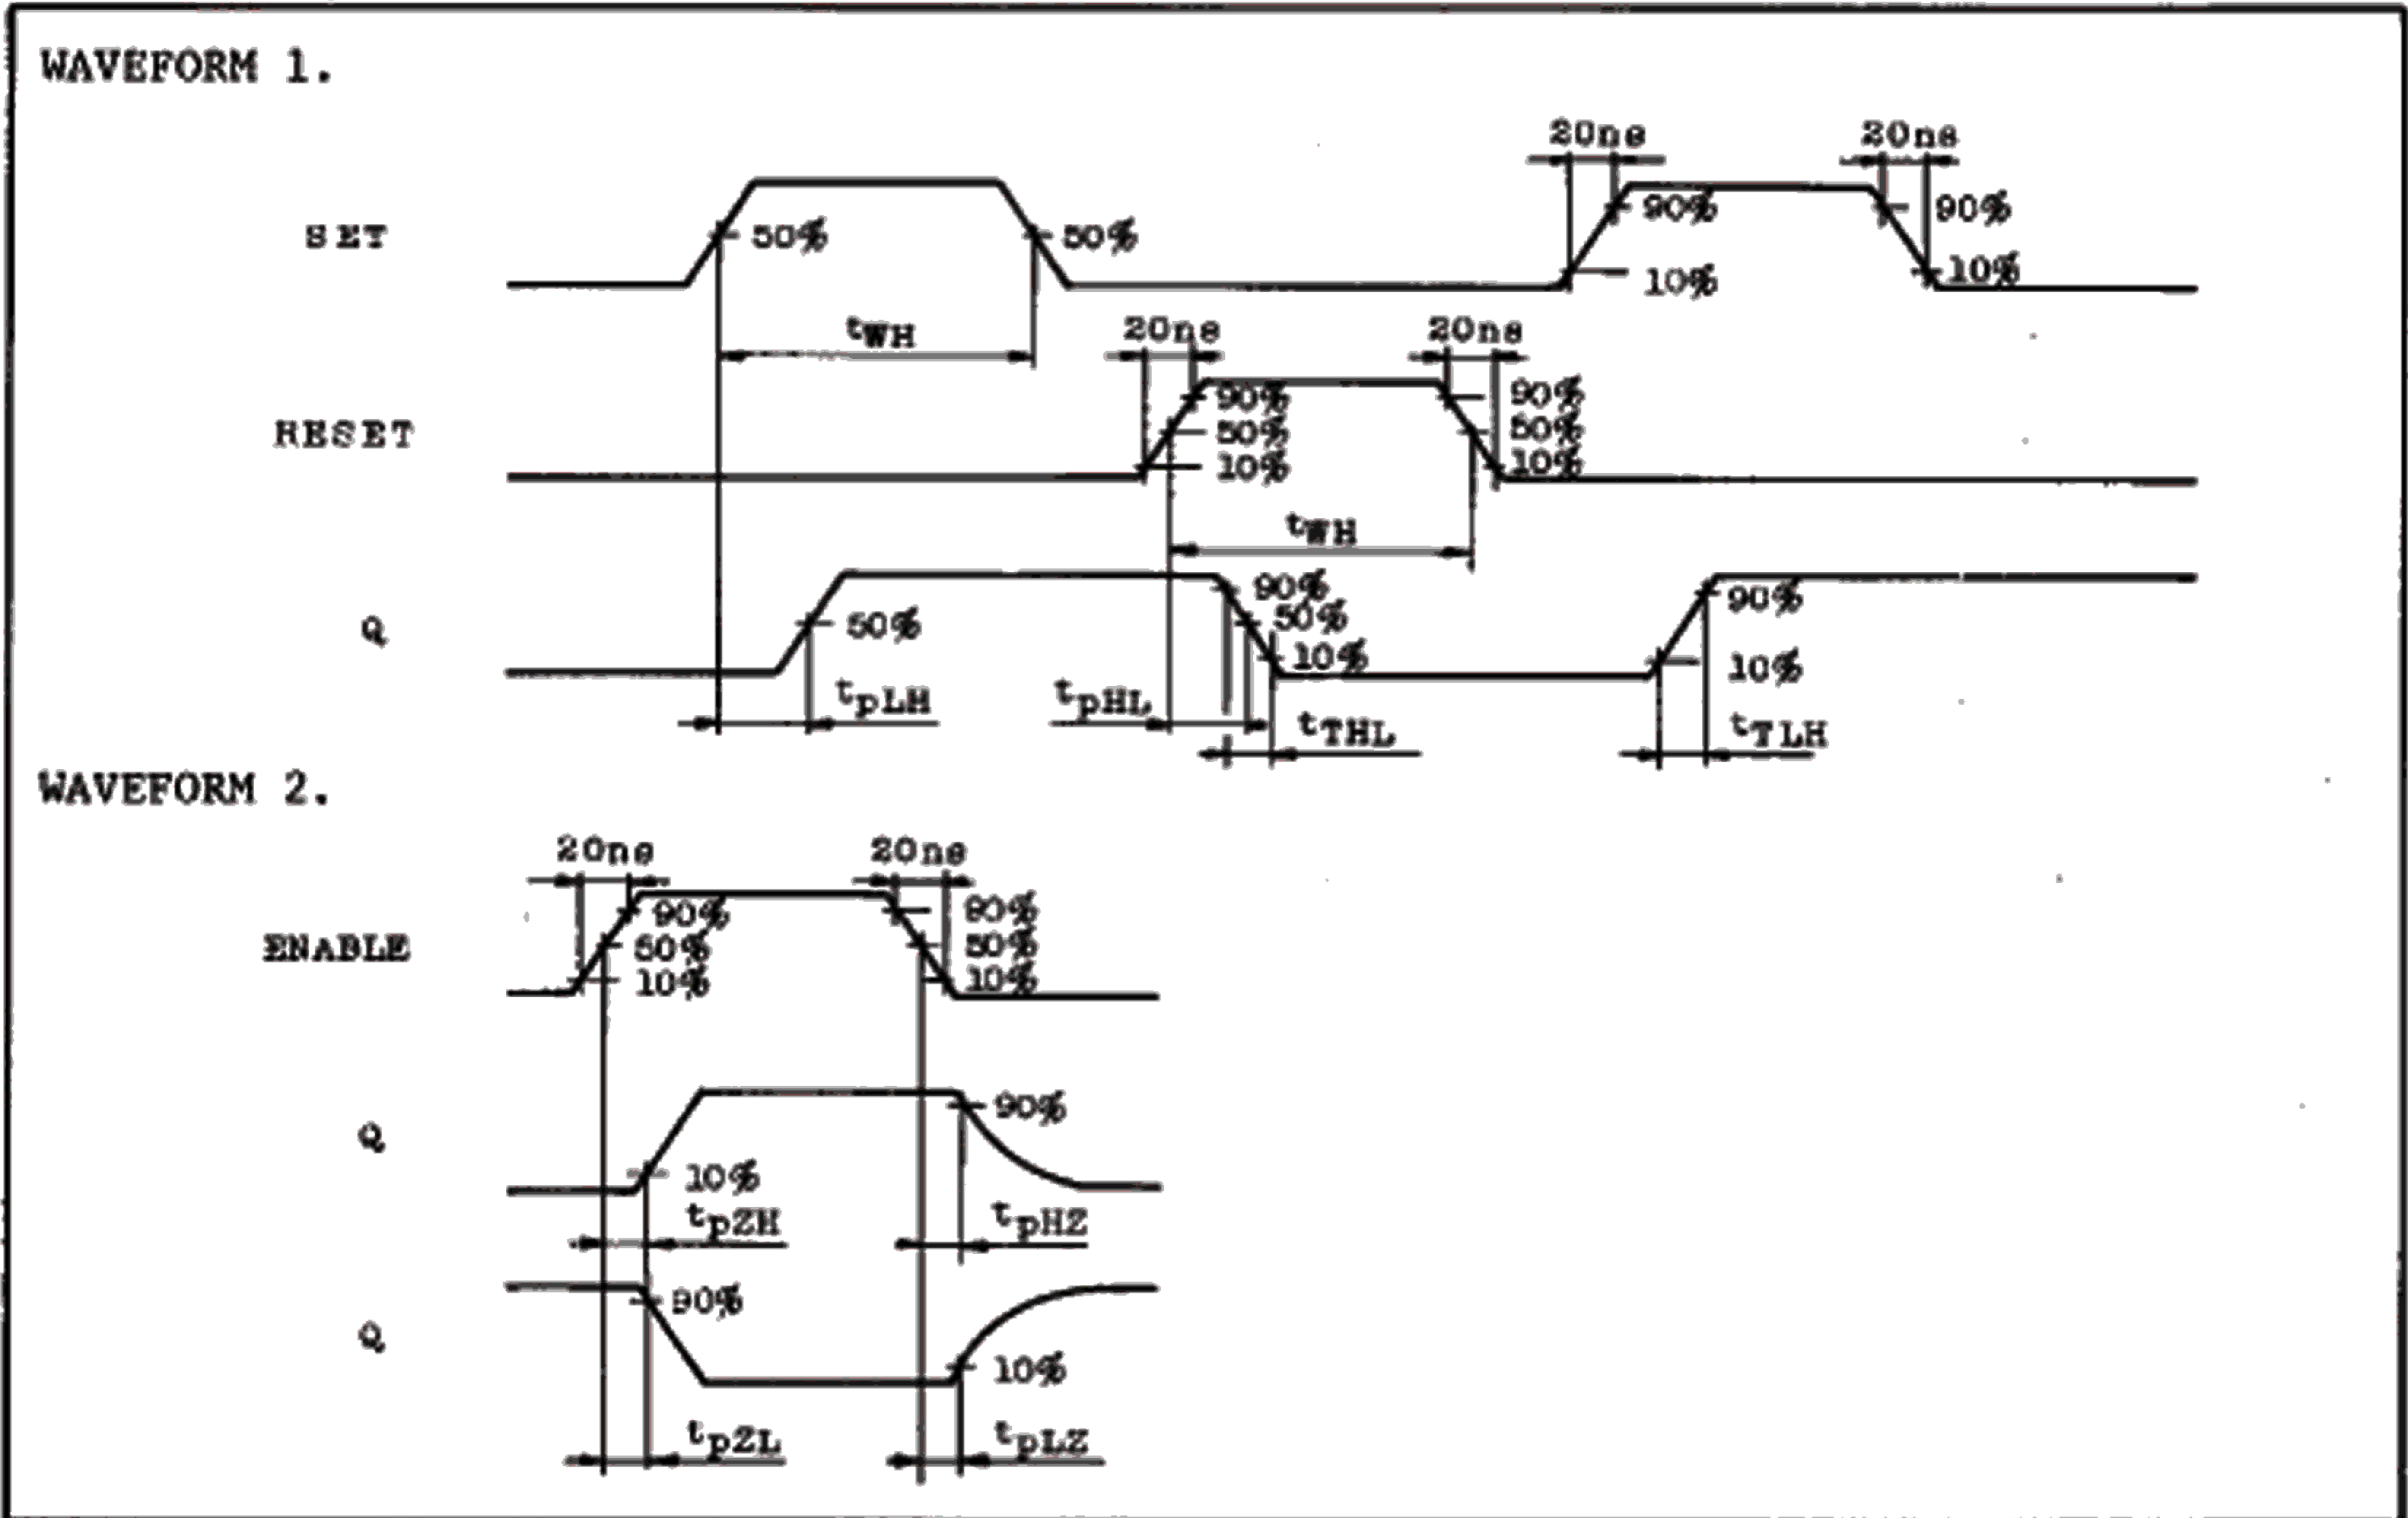 WAVEFORM 1.
20ns 20ns
90% 90%
SET 50% 50%
10% 10%
tWH 20ns 20ns
90% 90%
RESET 50% 50%
10% 10%
tWH
90% 90%
Q 50% 50%
10% 10%
tpLH tpHL
tTHL tTLH
WAVEFORM 2.
20ns 20ns
90% 90%
ENABLE 50% 50%
10% 10%
90%
Q
10%
tpZH tpHZ
90%
Q
10%
tpZL tpLZ